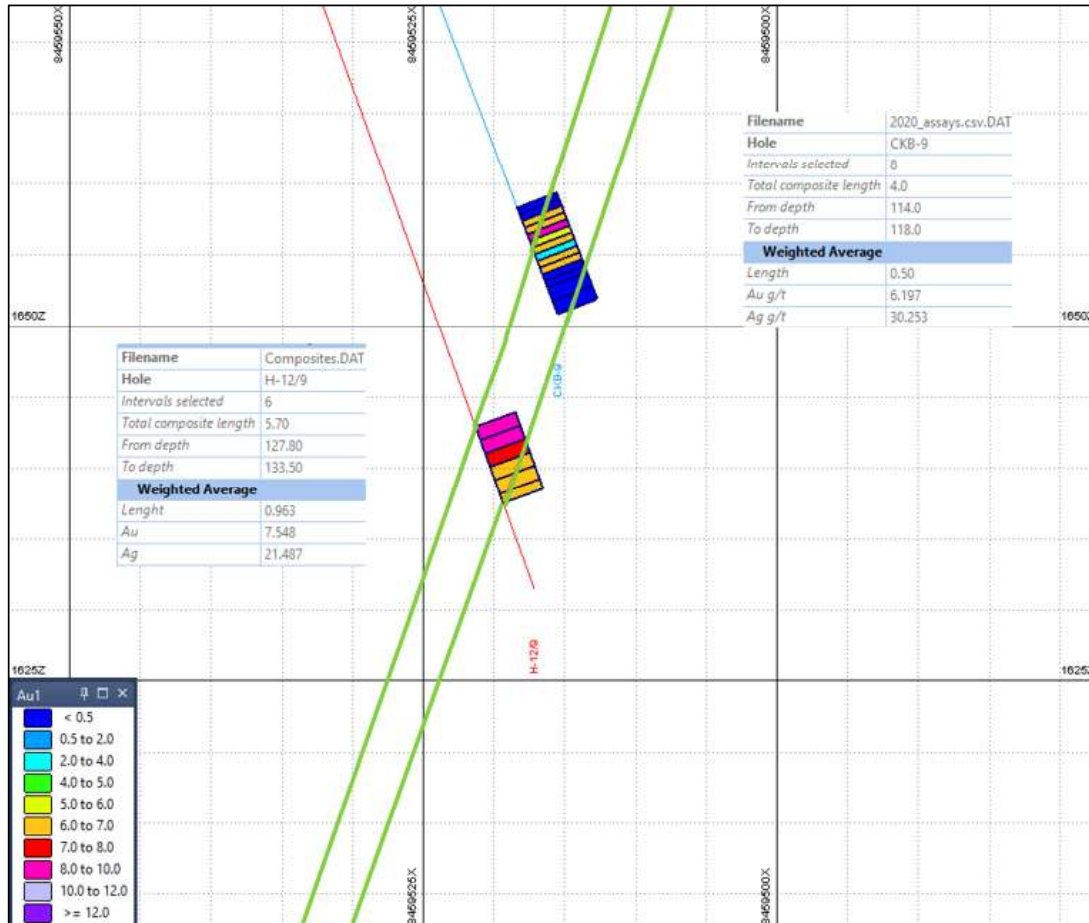 8469550X
8469525X
8469500X
Filename 2020_assays.csv.DAT
Hole CKB-9
Intervals selected 8
Total composite length 4.0
From depth 114.0
To depth 118.0
Weighted Average
Length 0.50
Au g/t 6.197
Ag g/t 30.253
1650Z
1650Z
CKB-9
Filename Composites.DAT
Hole H-12/9
Intervals selected 6
Total composite length 5.70
From depth 127.80
To depth 133.50
Weighted Average
Lenght 0.963
Au 7.548
Ag 21.487
H-12/9
1625Z
1625Z
Au1
< 0.5
0.5 to 2.0
2.0 to 4.0
4.0 to 5.0
5.0 to 6.0
6.0 to 7.0
7.0 to 8.0
8.0 to 10.0
10.0 to 12.0
>= 12.0
8469525X
8469500X